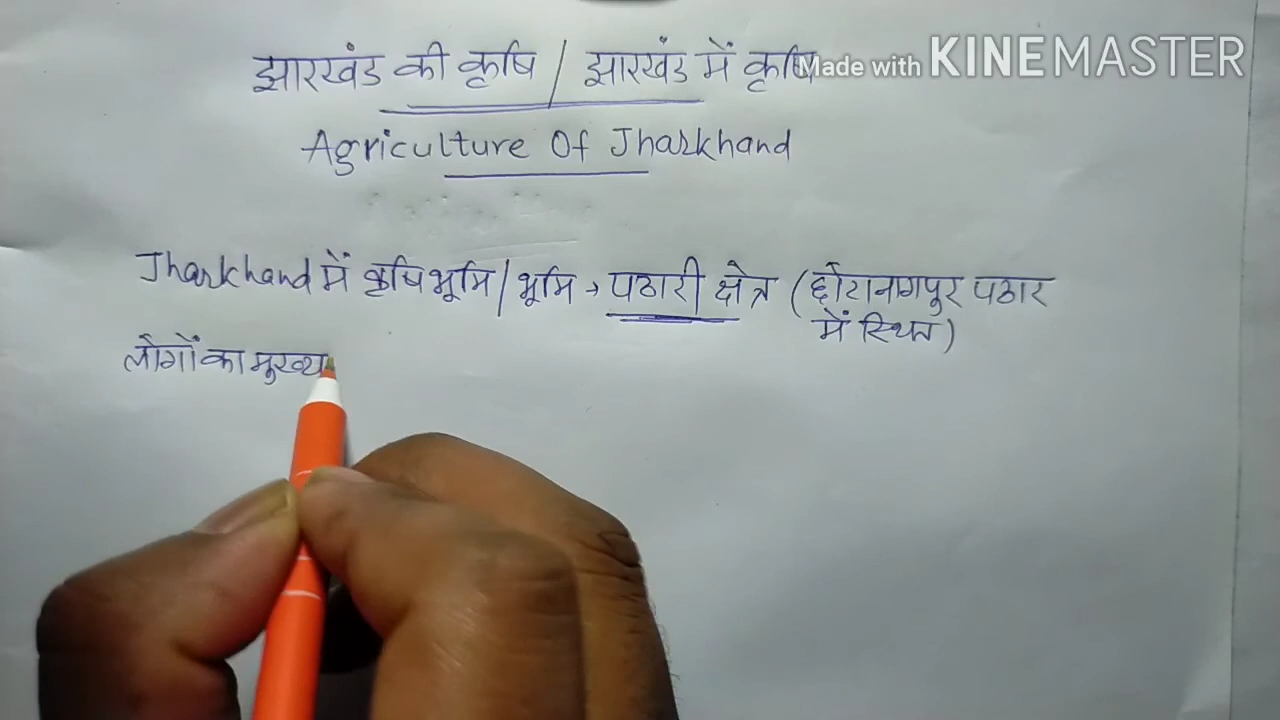 झारखंड की कृषि / झारखंड में कृषि
Made with KINEMASTER
Agriculture Of Jharkhand
Jharkhand में कृषि भूमि / भूमि → पठारी क्षेत्र (छोटानागपुर पठार
में स्थित)
लोगों का मुख्य